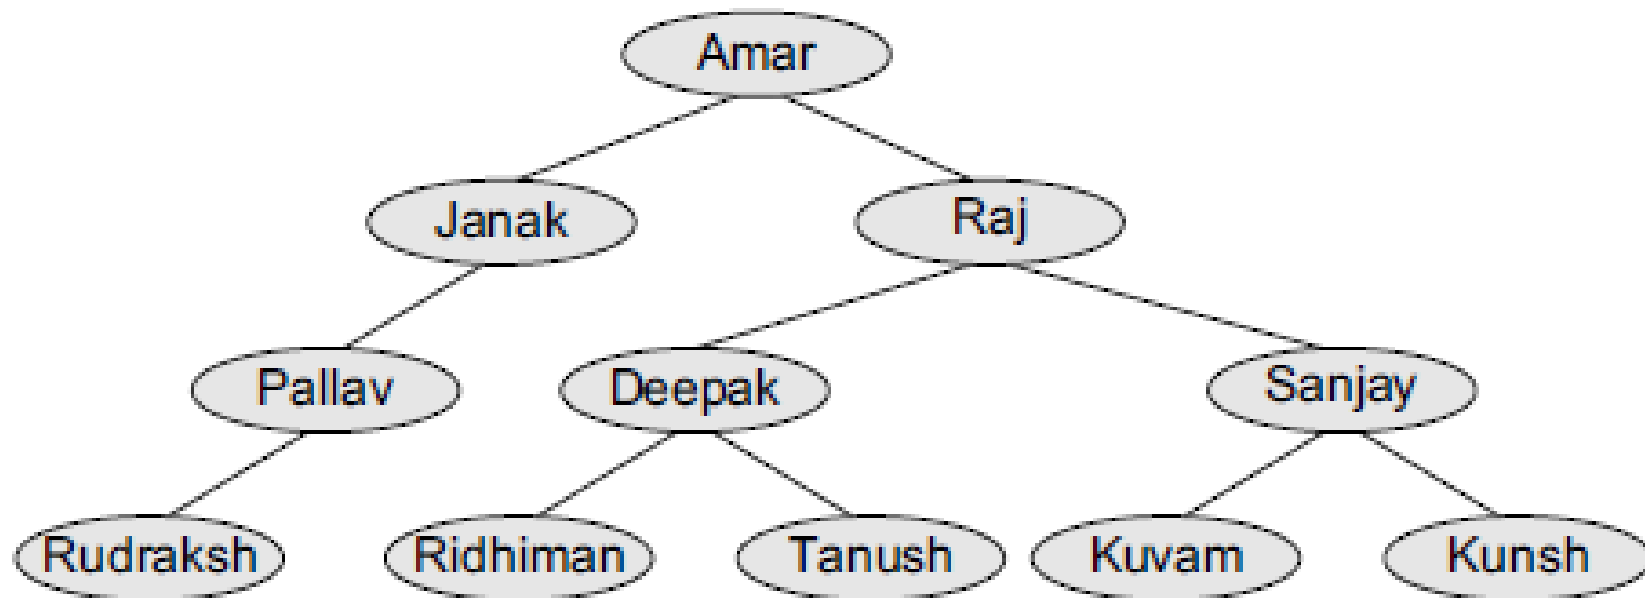 Amar
Janak Raj
Pallav Deepak Sanjay
Rudraksh Ridhiman Tanush Kuvam Kunsh